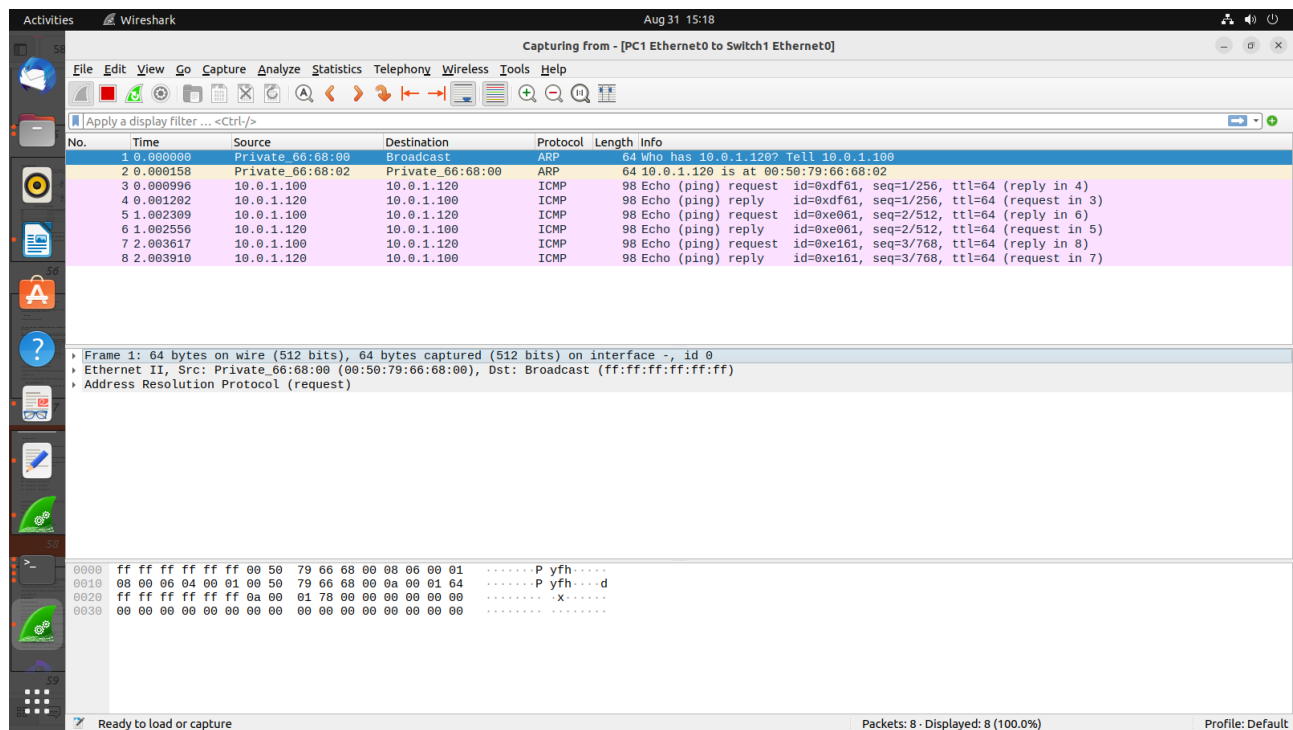 Activities Wireshark Aug 31 15:18
Capturing from - [PC1 Ethernet0 to Switch1 Ethernet0]
File Edit View Go Capture Analyze Statistics Telephony Wireless Tools Help
Apply a display filter … <Ctrl-/>
No. Time Source Destination Protocol Length Info
1 0.000000 Private_66:68:00 Broadcast ARP 64 Who has 10.0.1.120? Tell 10.0.1.100
2 0.000158 Private_66:68:02 Private_66:68:00 ARP 64 10.0.1.120 is at 00:50:79:66:68:02
3 0.000996 10.0.1.100 10.0.1.120 ICMP 98 Echo (ping) request id=0xdf61, seq=1/256, ttl=64 (reply in 4)
4 0.001202 10.0.1.120 10.0.1.100 ICMP 98 Echo (ping) reply id=0xdf61, seq=1/256, ttl=64 (request in 3)
5 1.002309 10.0.1.100 10.0.1.120 ICMP 98 Echo (ping) request id=0xe061, seq=2/512, ttl=64 (reply in 6)
6 1.002556 10.0.1.120 10.0.1.100 ICMP 98 Echo (ping) reply id=0xe061, seq=2/512, ttl=64 (request in 5)
7 2.003617 10.0.1.100 10.0.1.120 ICMP 98 Echo (ping) request id=0xe161, seq=3/768, ttl=64 (reply in 8)
8 2.003910 10.0.1.120 10.0.1.100 ICMP 98 Echo (ping) reply id=0xe161, seq=3/768, ttl=64 (request in 7)
Frame 1: 64 bytes on wire (512 bits), 64 bytes captured (512 bits) on interface -, id 0
Ethernet II, Src: Private_66:68:00 (00:50:79:66:68:00), Dst: Broadcast (ff:ff:ff:ff:ff:ff)
Address Resolution Protocol (request)
0000 ff ff ff ff ff ff 00 50 79 66 68 00 08 06 00 01 ·······P yfh·····
0010 08 00 06 04 00 01 00 50 79 66 68 00 0a 00 01 64 ·······P yfh····d
0020 ff ff ff ff ff ff 0a 00 01 78 00 00 00 00 00 00 ········ ·x······
0030 00 00 00 00 00 00 00 00 00 00 00 00 00 00 00 00 ········ ········
Ready to load or capture Packets: 8 · Displayed: 8 (100.0%) Profile: Default